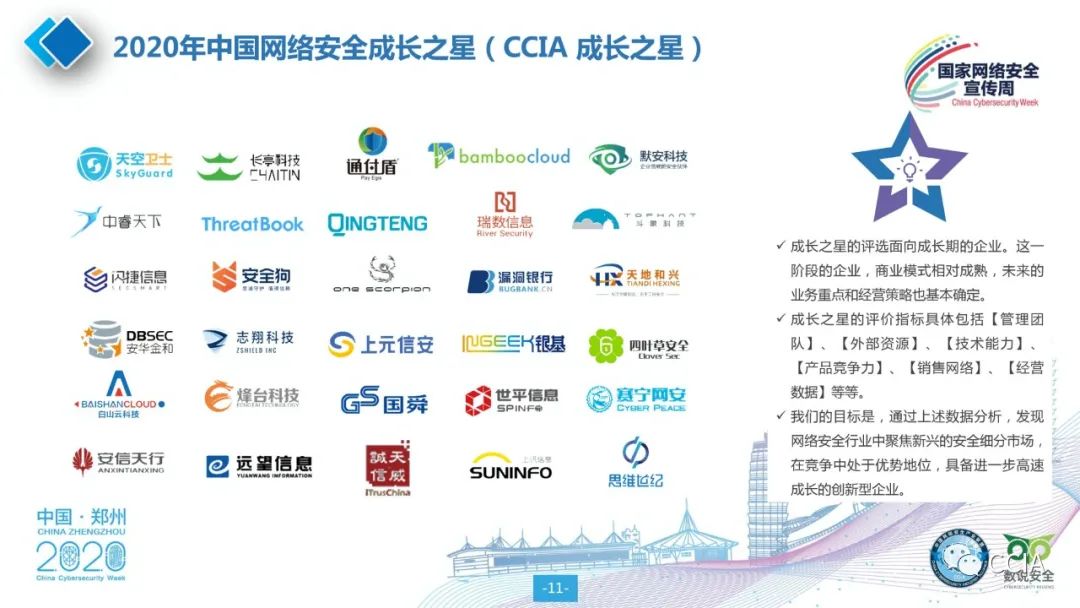 2020年中国网络安全成长之星（CCIA 成长之星）
国家网络安全
宣传周
China Cybersecurity Week
天空卫士
SkyGuard
长亭科技
CHAITIN
通付盾
Pay Egis
bamboocloud
默安科技
中睿天下
ThreatBook
QINGTENG
瑞数信息
River Security
TOPHANT
斗象科技
闪捷信息
SECSMART
安全狗
one scorpion
漏洞银行
BUGBANK.CN
HX
天地和兴
TIANDI HEXING
DBSEC
安华金和
志翔科技
ZSHIELD INC
上元信安
INGEEK银基
四叶草安全
Clover Sec
BAISHANCLOUD
白山云科技
烽台科技
GS国舜
世平信息
SPINFO
赛宁网安
CYBER PEACE
安信天行
ANXINTIANXING
远望信息
YUANWANG INFORMATION
天威
誠信
iTrusChina
上讯信息
SUNINFO
思维世纪
✓ 成长之星的评选面向成长期的企业。这一
阶段的企业，商业模式相对成熟，未来的
业务重点和经营策略也基本确定。
✓ 成长之星的评价指标具体包括【管理团
队】、【外部资源】、【技术能力】、
【产品竞争力】、【销售网络】、【经营
数据】等等。
✓ 我们的目标是，通过上述数据分析，发现
网络安全行业中聚焦新兴的安全细分市场，
在竞争中处于优势地位，具备进一步高速
成长的创新型企业。
中国·郑州
CHINA ZHENGZHOU
2020
China Cybersecurity Week
-11-
CCIA
数说安全